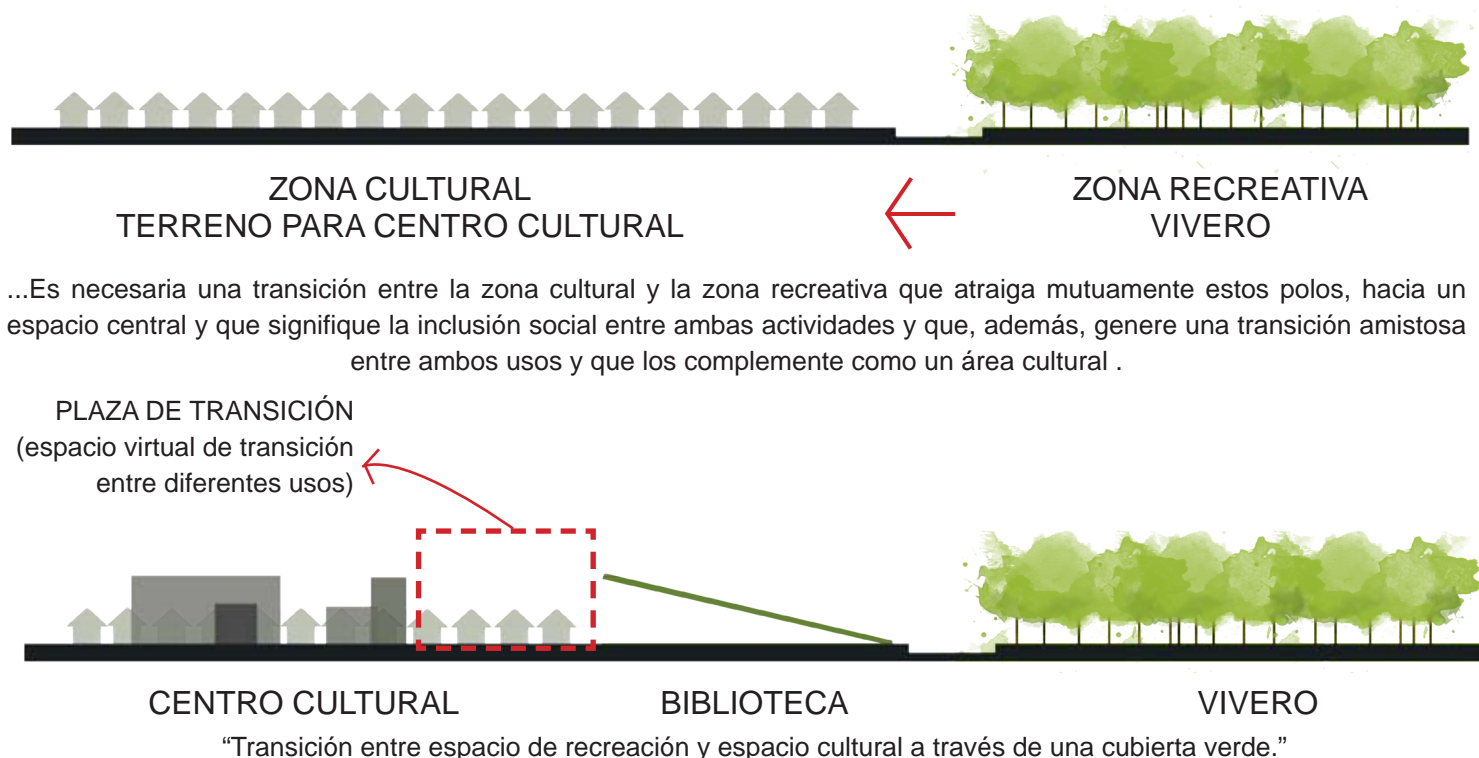 ZONA CULTURAL
TERRENO PARA CENTRO CULTURAL
ZONA RECREATIVA
VIVERO
...Es necesaria una transición entre la zona cultural y la zona recreativa que atraiga mutuamente estos polos, hacia un
espacio central y que signifique la inclusión social entre ambas actividades y que, además, genere una transición amistosa
entre ambos usos y que los complemente como un área cultural .
PLAZA DE TRANSICIÓN
(espacio virtual de transición
entre diferentes usos)
CENTRO CULTURAL
BIBLIOTECA
VIVERO
“Transición entre espacio de recreación y espacio cultural a través de una cubierta verde.”